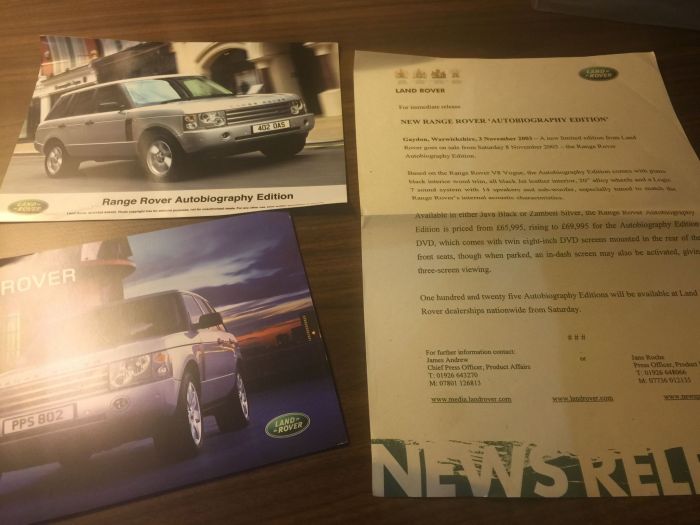 402 OAS
Range Rover Autobiography Edition
LAND
ROVER
ROVER
PPS 802
LAND
ROVER
LAND ROVER
LAND
ROVER
For immediate release
NEW RANGE ROVER 'AUTOBIOGRAPHY EDITION'
Gaydon, Warwickshire, 3 November 2003 – A new limited edition from Land
Rover goes on sale from Saturday 8 November 2003 – the Range Rover
Autobiography Edition.
Based on the Range Rover V8 Vogue, the Autobiography Edition comes with piano
black interior wood trim, all black Jet leather interior, 20" alloy wheels and a Logic
7 sound system with 14 speakers and sub-woofer, especially tuned to match the
Range Rover's internal acoustic characteristics.
Available in either Java Black or Zambezi Silver, the Range Rover Autobiography
Edition is priced from £65,995, rising to £69,995 for the Autobiography Edition
DVD, which comes with twin eight-inch DVD screens mounted in the rear of the
front seats, though when parked, an in-dash screen may also be activated, giving
three-screen viewing.
One hundred and twenty five Autobiography Editions will be available at Land
Rover dealerships nationwide from Saturday.
# # #
For further information contact:
James Andrew
Chief Press Officer, Product Affairs
T: 01926 643270
M: 07801 126813
or
Jane Roche
Press Officer, Product
T: 01926 648066
M: 07736 012135
www.media.landrover.com
www.landrover.com
NEWS RELE